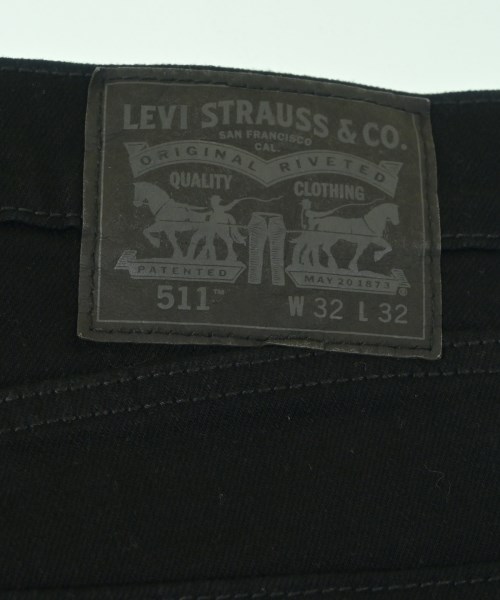 LEVI STRAUSS & CO.
SAN FRANCISCO
CAL.
ORIGINAL RIVETED
QUALITY CLOTHING
PATENTED MAY 20 1873
®
511™ W 32 L 32